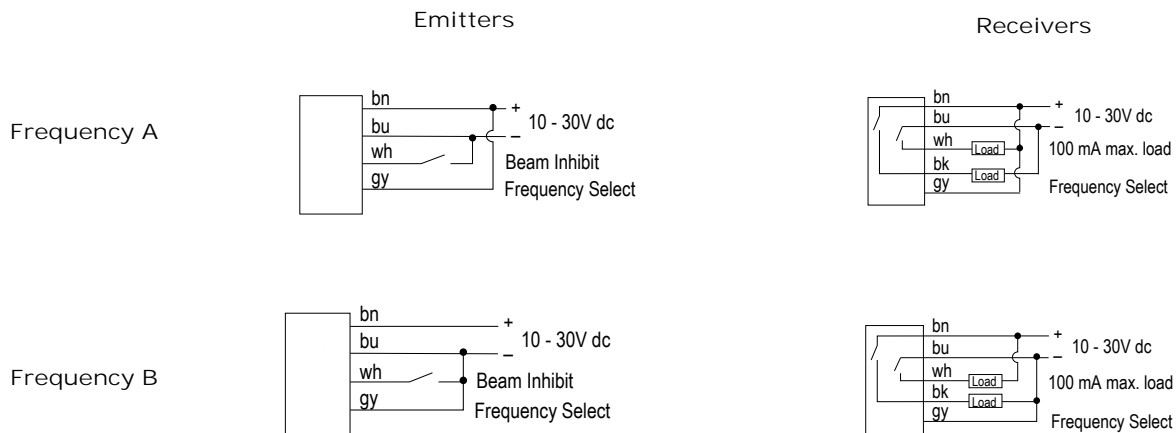 Emitters
Receivers
Frequency A
bn
+
10 - 30V dc
bu
–
wh
Beam Inhibit
gy
Frequency Select
bn
+
10 - 30V dc
bu
–
wh
Load
100 mA max. load
bk
Load
gy
Frequency Select
Frequency B
bn
+
10 - 30V dc
bu
–
wh
Beam Inhibit
gy
Frequency Select
bn
+
10 - 30V dc
bu
–
wh
Load
100 mA max. load
bk
Load
gy
Frequency Select